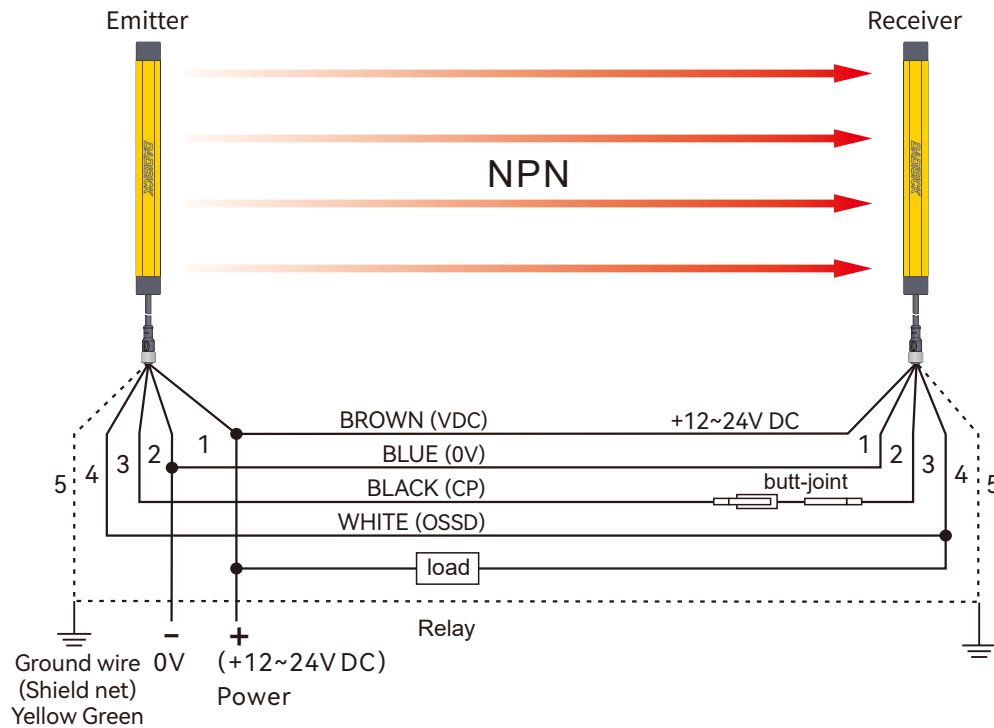 Emitter
Receiver
DADISICK
DADISICK
NPN
BROWN (VDC)
+12~24V DC
1
1
BLUE (0V)
2
2
3
3
BLACK (CP)
butt-joint
4
4
5
5
WHITE (OSSD)
load
Relay
-
+
Ground wire
(Shield net)
Yellow Green
0V
(+12~24V DC)
Power